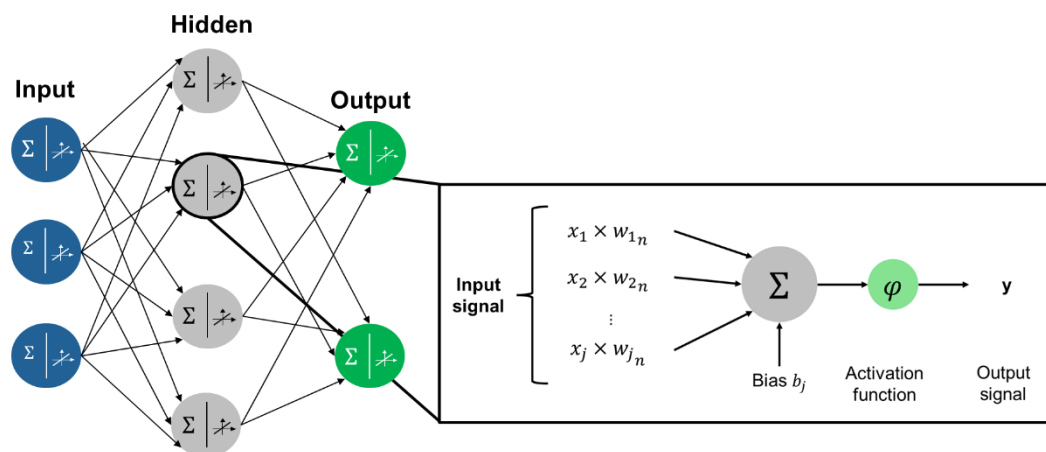 Hidden
Input
Output
Σ
Σ
Σ
Σ
Σ
Σ
Σ
Σ
Σ
x₁ × w₁ₙ
x₂ × w₂ₙ
⋮
xⱼ × wⱼₙ
Input
signal
Σ
φ
y
Bias bⱼ
Activation
function
Output
signal